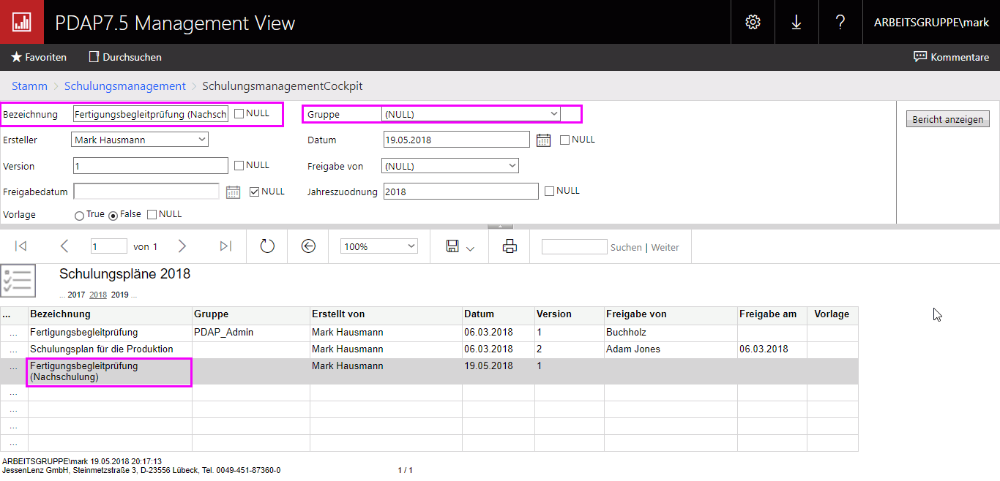 PDAP7.5 Management View
ARBEITSGRUPPE\mark
Favoriten Durchsuchen Kommentare
Stamm > Schulungsmanagement > SchulungsmanagementCockpit
Bezeichnung Fertigungsbegleitprüfung (Nachsch NULL Gruppe (NULL) Bericht anzeigen
Ersteller Mark Hausmann Datum 19.05.2018 NULL
Version 1 NULL Freigabe von (NULL)
Freigabedatum NULL Jahreszuodnung 2018 NULL
Vorlage True False NULL
1 von 1 100% Suchen | Weiter
Schulungspläne 2018
... 2017 2018 2019 ...
... Bezeichnung Gruppe Erstellt von Datum Version Freigabe von Freigabe am Vorlage
... Fertigungsbegleitprüfung PDAP_Admin Mark Hausmann 06.03.2018 1 Buchholz
... Schulungsplan für die Produktion Mark Hausmann 06.03.2018 2 Adam Jones 06.03.2018
... Fertigungsbegleitprüfung Mark Hausmann 19.05.2018 1
(Nachschulung)
...
...
...
...
ARBEITSGRUPPE\mark 19.05.2018 20:17:13
JessenLenz GmbH, Steinmetzstraße 3, D-23556 Lübeck, Tel. 0049-451-87360-0 1 / 1